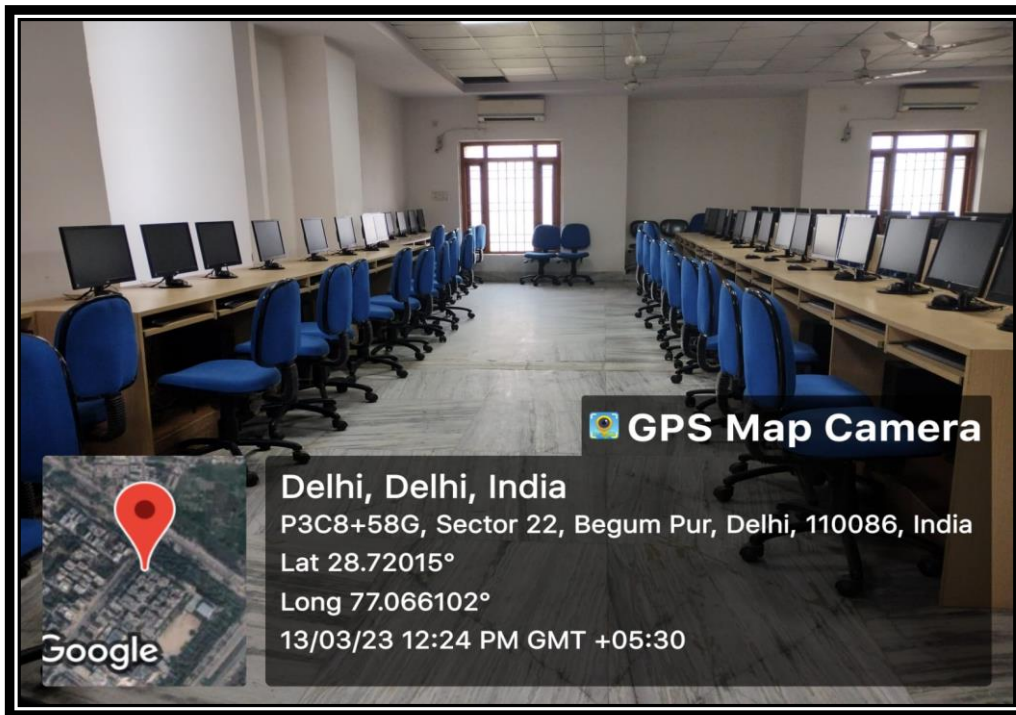 GPS Map Camera
Delhi, Delhi, India
P3C8+58G, Sector 22, Begum Pur, Delhi, 110086, India
Lat 28.72015°
Long 77.066102°
13/03/23 12:24 PM GMT +05:30
Google